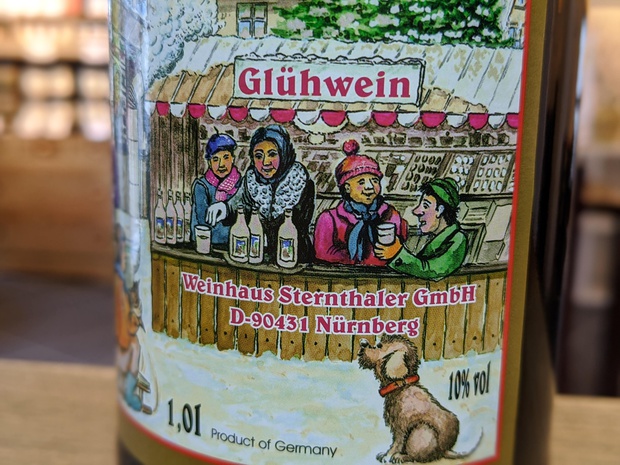 Glühwein
Weinhaus Sternthaler GmbH
D-90431 Nürnberg
10% vol
1,0l Product of Germany